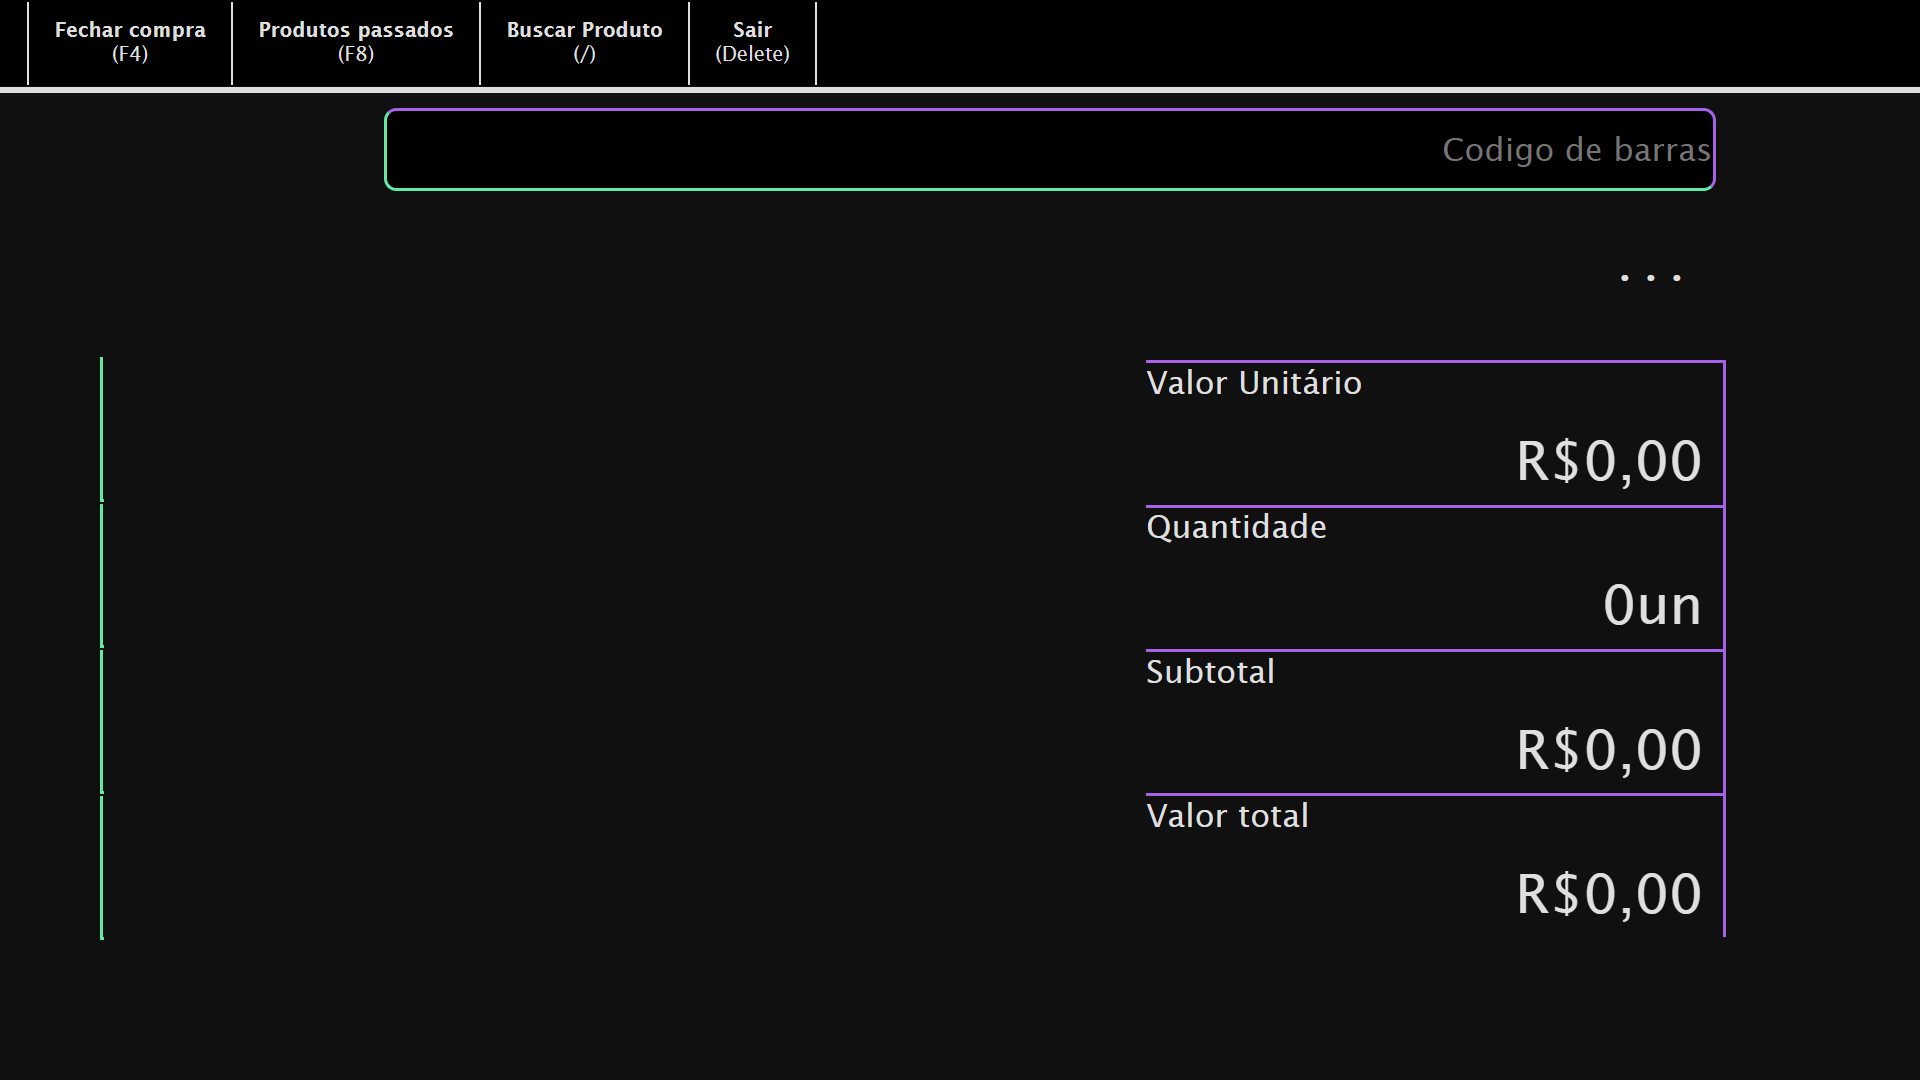 Fechar compra
(F4)
Produtos passados
(F8)
Buscar Produto
(/)
Sair
(Delete)
Codigo de barras
...
Valor Unitário
R$0,00
Quantidade
0un
Subtotal
R$0,00
Valor total
R$0,00